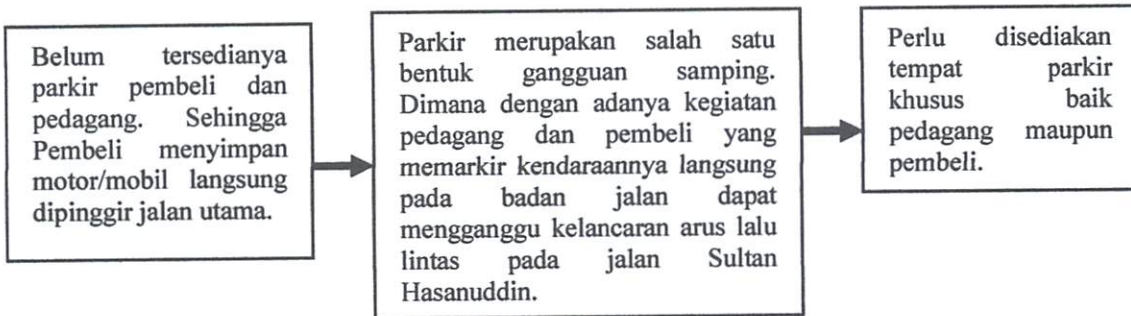 Belum tersedianya
parkir pembeli dan
pedagang. Sehingga
Pembeli menyimpan
motor/mobil langsung
dipinggir jalan utama.
Parkir merupakan salah satu
bentuk gangguan samping.
Dimana dengan adanya kegiatan
pedagang dan pembeli yang
memarkir kendaraannya langsung
pada badan jalan dapat
mengganggu kelancaran arus lalu
lintas pada jalan Sultan
Hasanuddin.
Perlu disediakan
tempat parkir
khusus baik
pedagang maupun
pembeli.